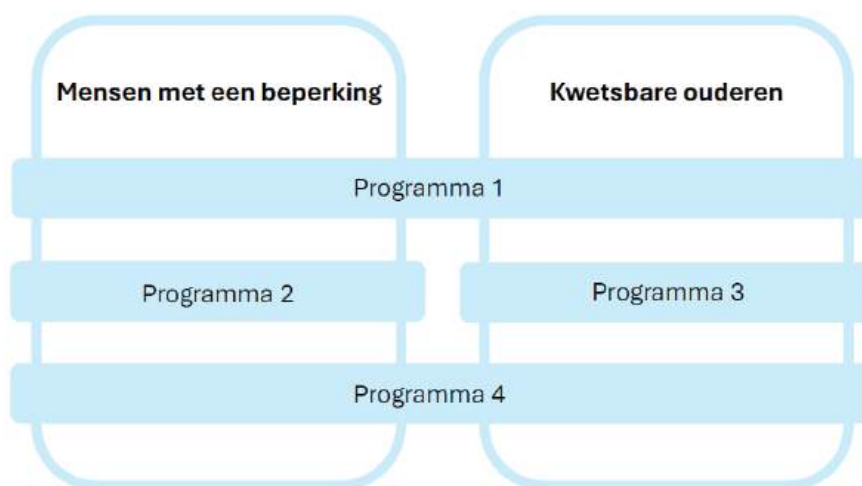 Mensen met een beperking
Kwetsbare ouderen
Programma 1
Programma 2
Programma 3
Programma 4